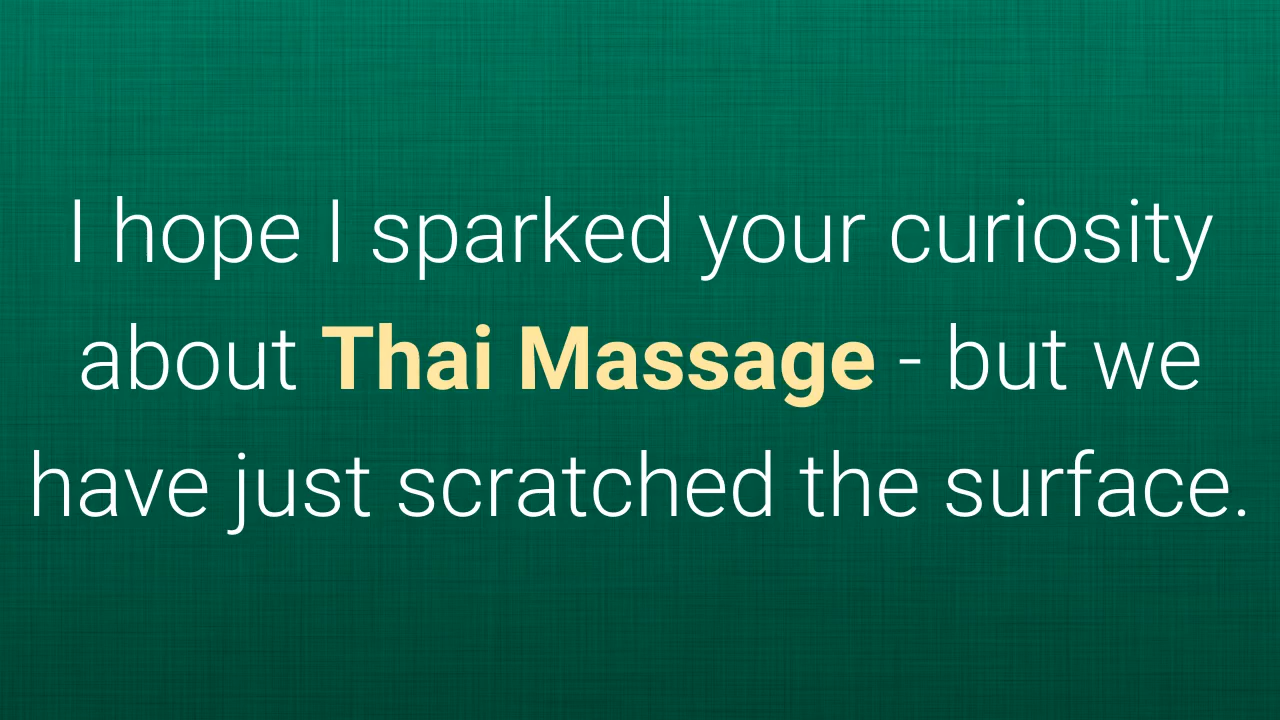 I hope I sparked your curiosity
about Thai Massage - but we
have just scratched the surface.